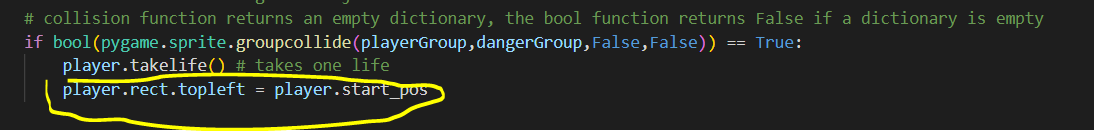 # collision function returns an empty dictionary, the bool function returns False if a dictionary is empty
if bool(pygame.sprite.groupcollide(playerGroup,dangerGroup,False,False)) == True:
player.takelife() # takes one life
player.rect.topleft = player.start_pos